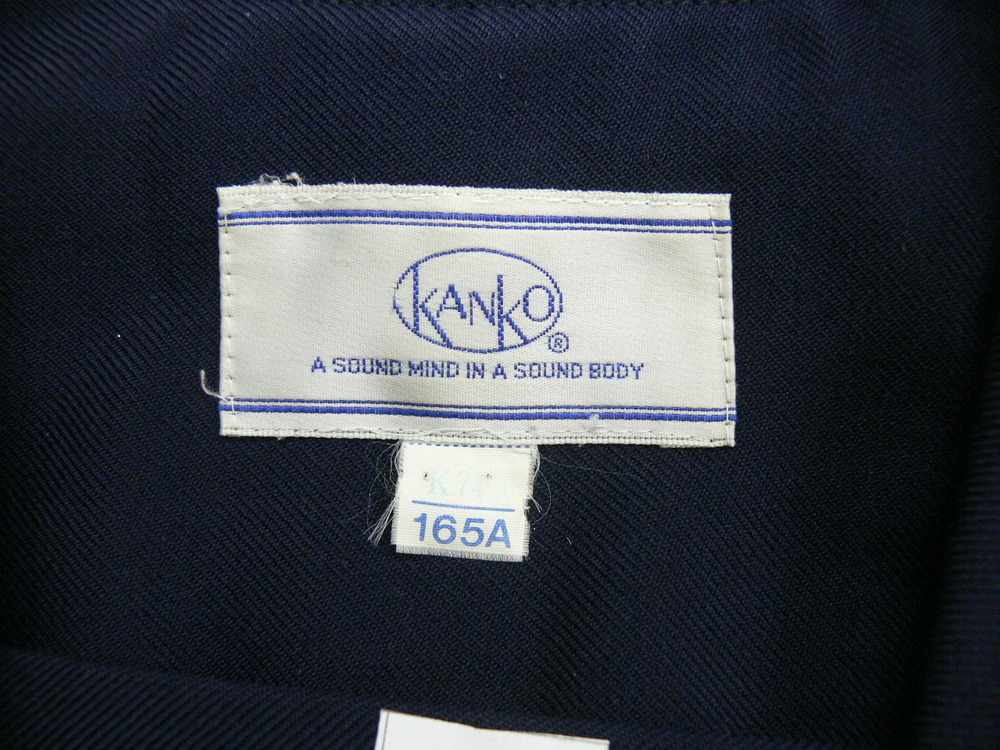 KANKO
®
A SOUND MIND IN A SOUND BODY
165A